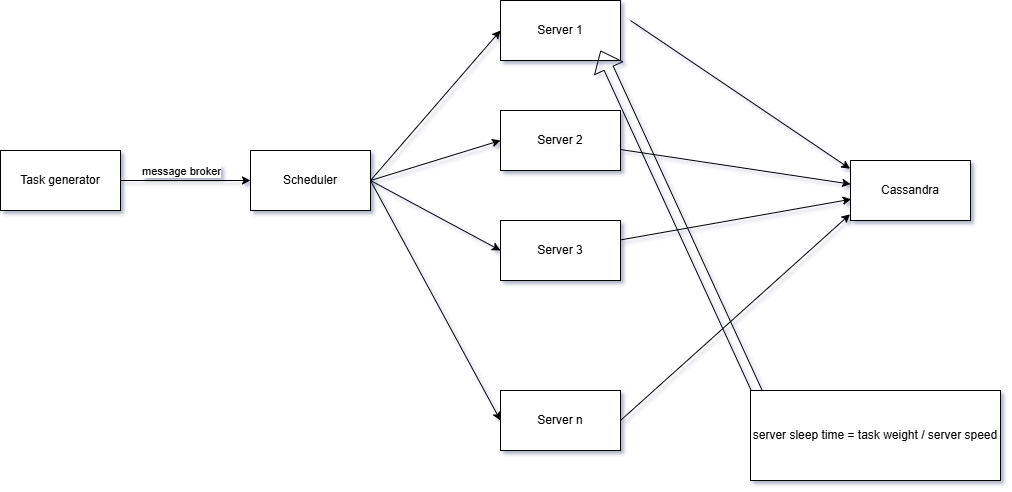 Server 1
Server 2
message broker
Task generator
Scheduler
Cassandra
Server 3
Server n
server sleep time = task weight / server speed